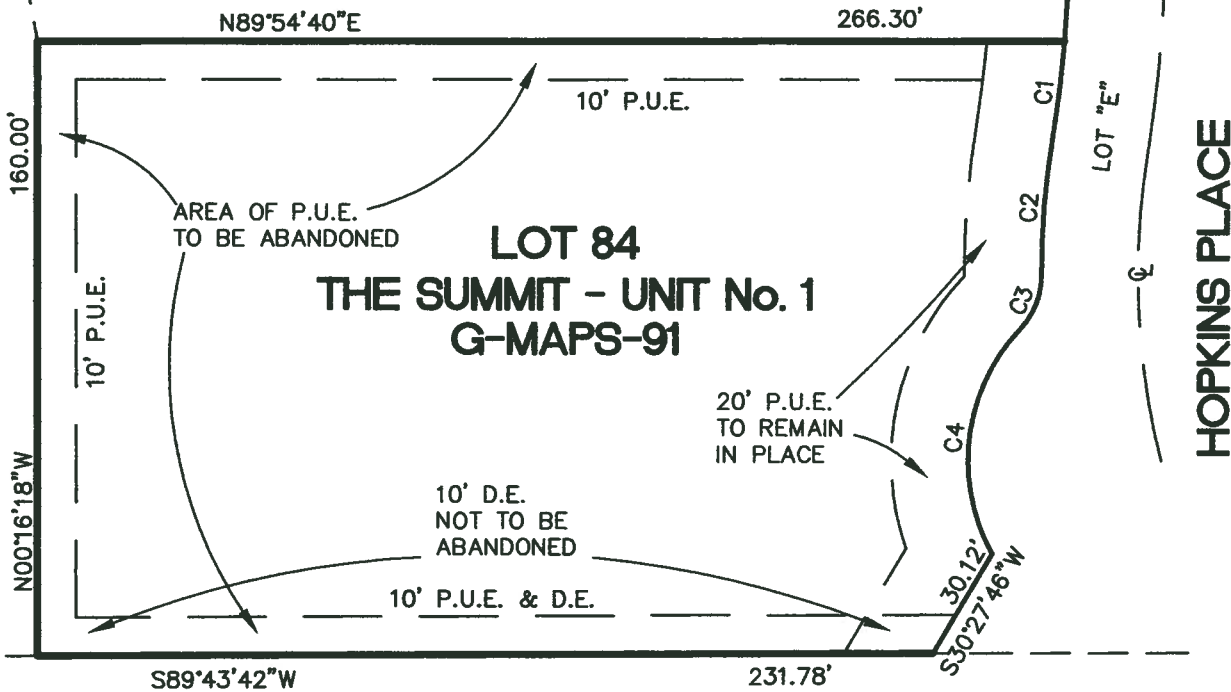 N89°54'40"E
266.30'
10' P.U.E.
C1
LOT "E"
160.00'
AREA OF P.U.E.
TO BE ABANDONED
LOT 84
THE SUMMIT - UNIT No. 1
G-MAPS-91
C2
HOPKINS PLACE
℄
C3
10' P.U.E.
20' P.U.E.
TO REMAIN
IN PLACE
C4
N00°16'18"W
10' D.E.
NOT TO BE
ABANDONED
10' P.U.E. & D.E.
30.12'
S30°27'46"W
S89°43'42"W
231.78'